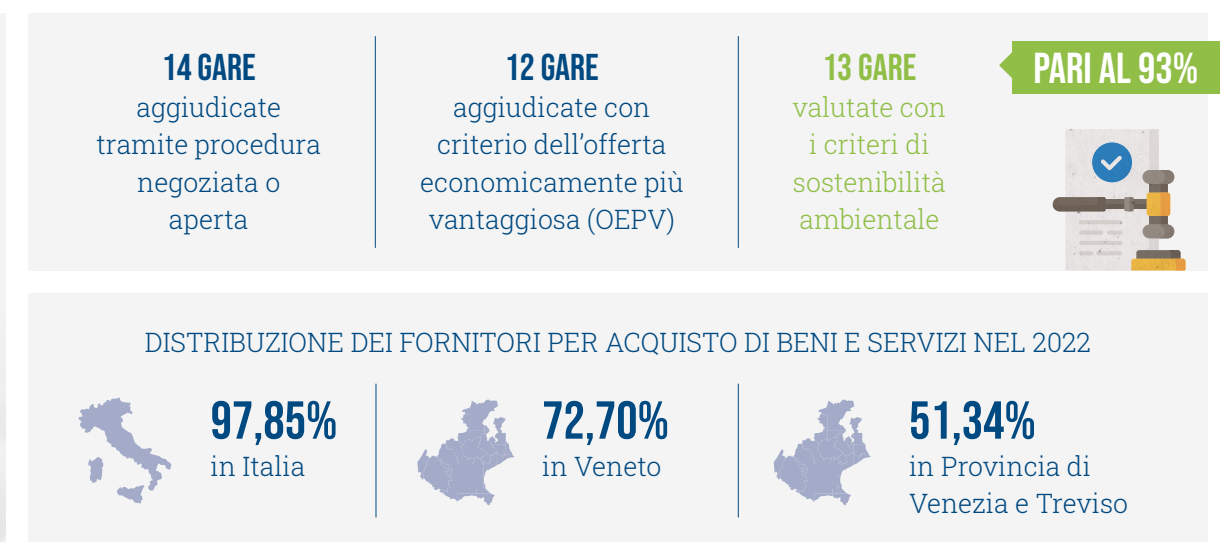 14 GARE
aggiudicate
tramite procedura
negoziata o
aperta
12 GARE
aggiudicate con
criterio dell'offerta
economicamente più
vantaggiosa (OEPV)
13 GARE
valutate con
i criteri di
sostenibilità
ambientale
PARI AL 93%
DISTRIBUZIONE DEI FORNITORI PER ACQUISTO DI BENI E SERVIZI NEL 2022
97,85%
in Italia
72,70%
in Veneto
51,34%
in Provincia di
Venezia e Treviso